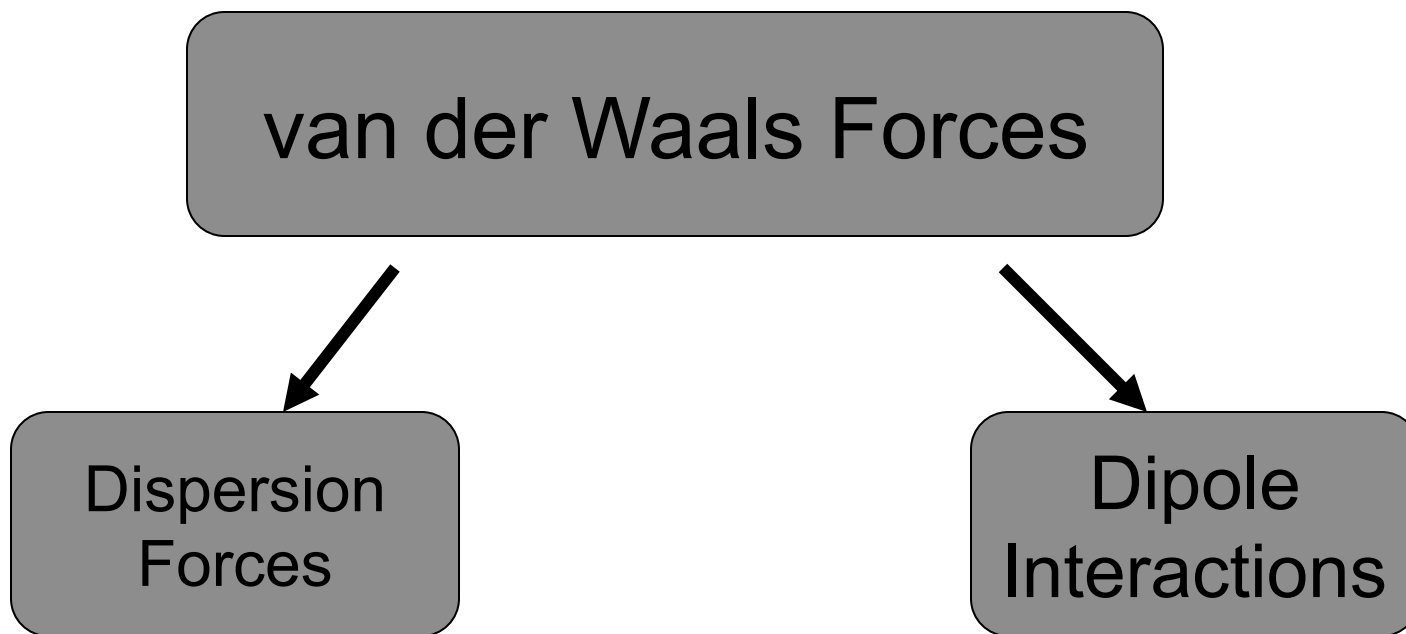 van der Waals Forces
Dispersion
Forces
Dipole
Interactions